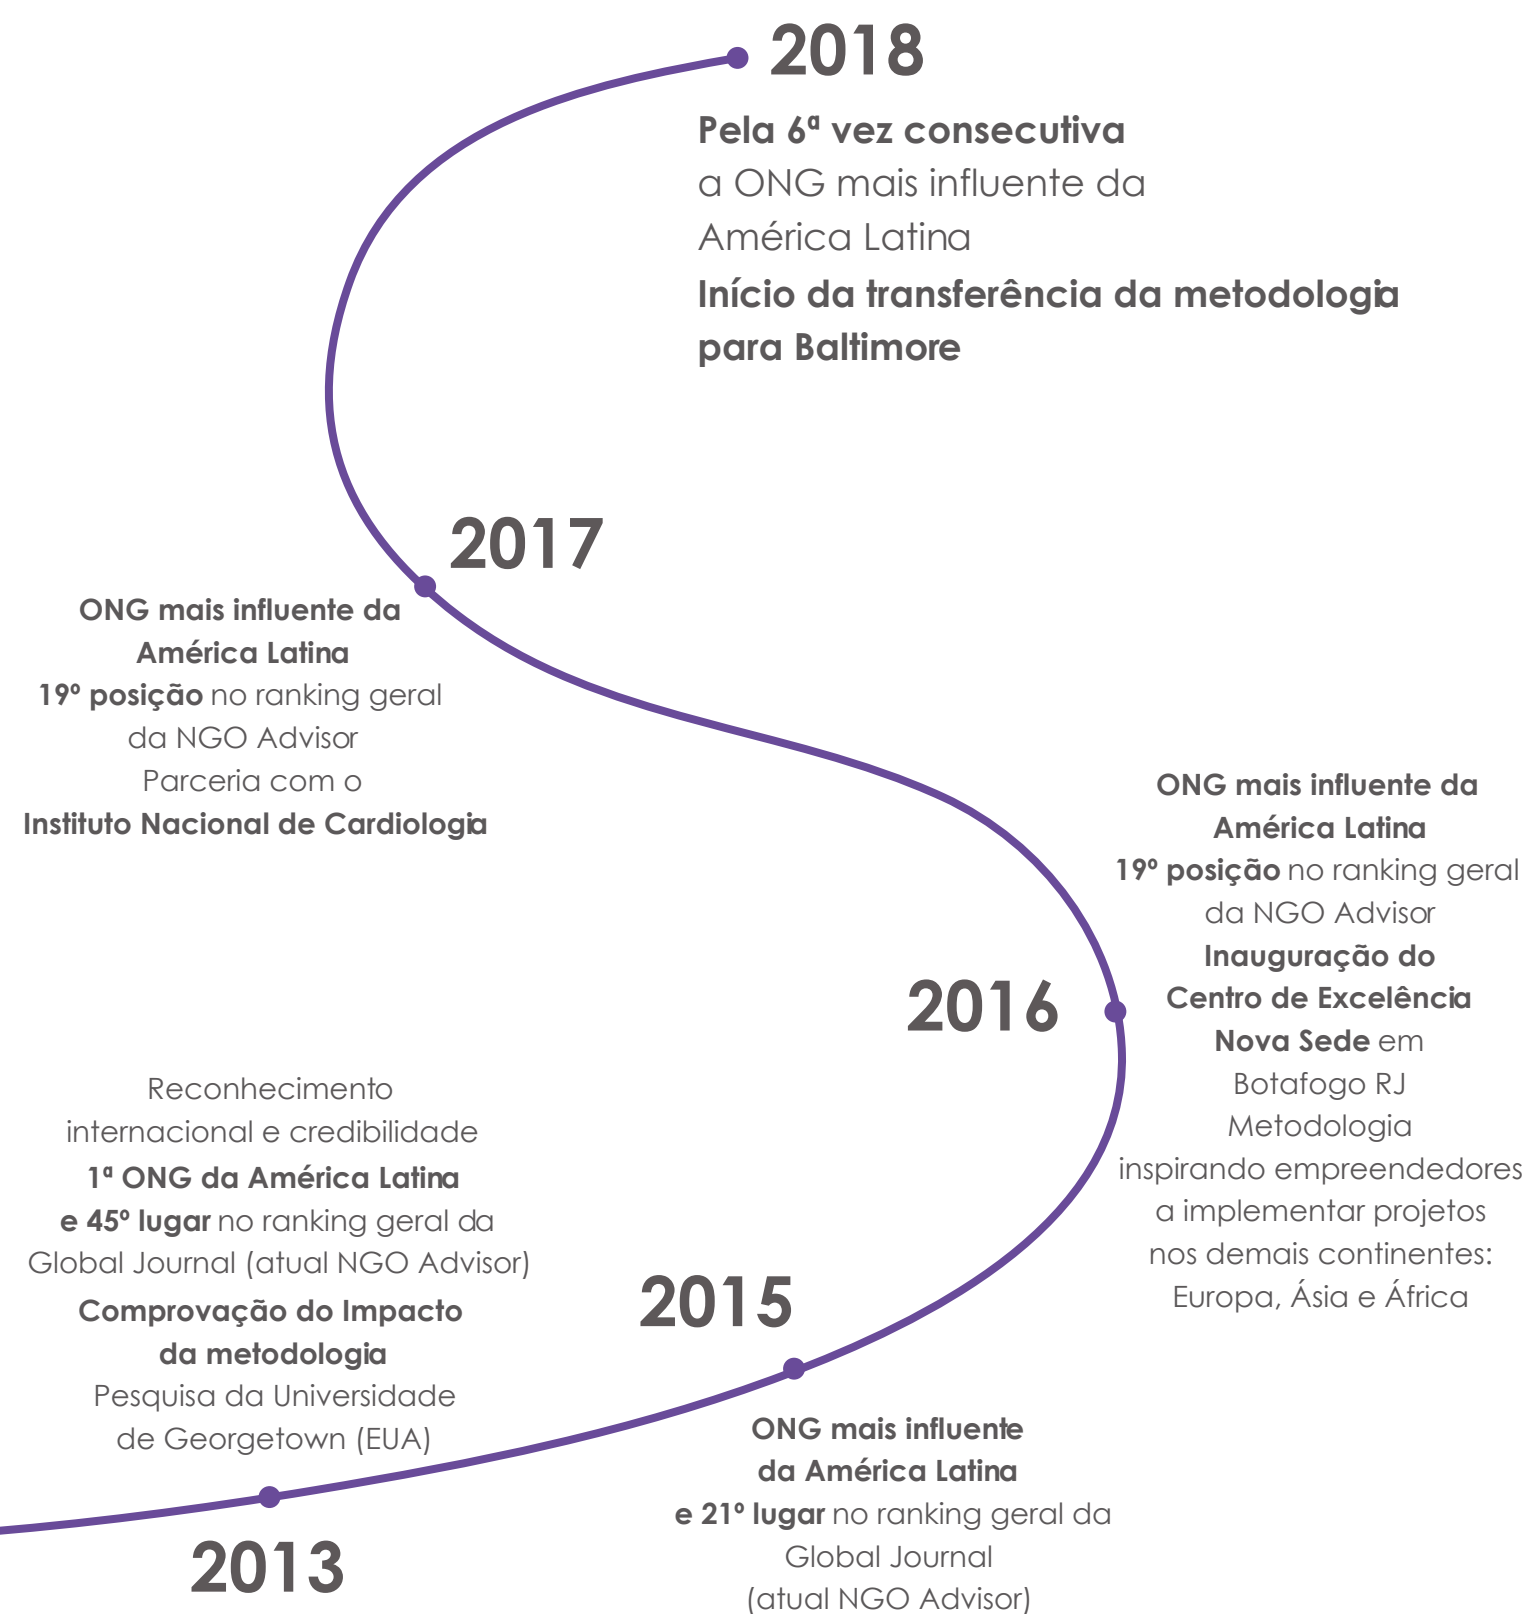 2018
Pela 6ª vez consecutiva
a ONG mais influente da
América Latina
Início da transferência da metodologia
para Baltimore
2017
ONG mais influente da
América Latina
19º posição no ranking geral
da NGO Advisor
Parceria com o
Instituto Nacional de Cardiologia
2016
ONG mais influente da
América Latina
19º posição no ranking geral
da NGO Advisor
Inauguração do
Centro de Excelência
Nova Sede em
Botafogo RJ
Metodologia
inspirando empreendedores
a implementar projetos
nos demais continentes:
Europa, Ásia e África
2015
ONG mais influente
da América Latina
e 21º lugar no ranking geral da
Global Journal
(atual NGO Advisor)
Reconhecimento
internacional e credibilidade
1ª ONG da América Latina
e 45º lugar no ranking geral da
Global Journal (atual NGO Advisor)
Comprovação do Impacto
da metodologia
Pesquisa da Universidade
de Georgetown (EUA)
2013